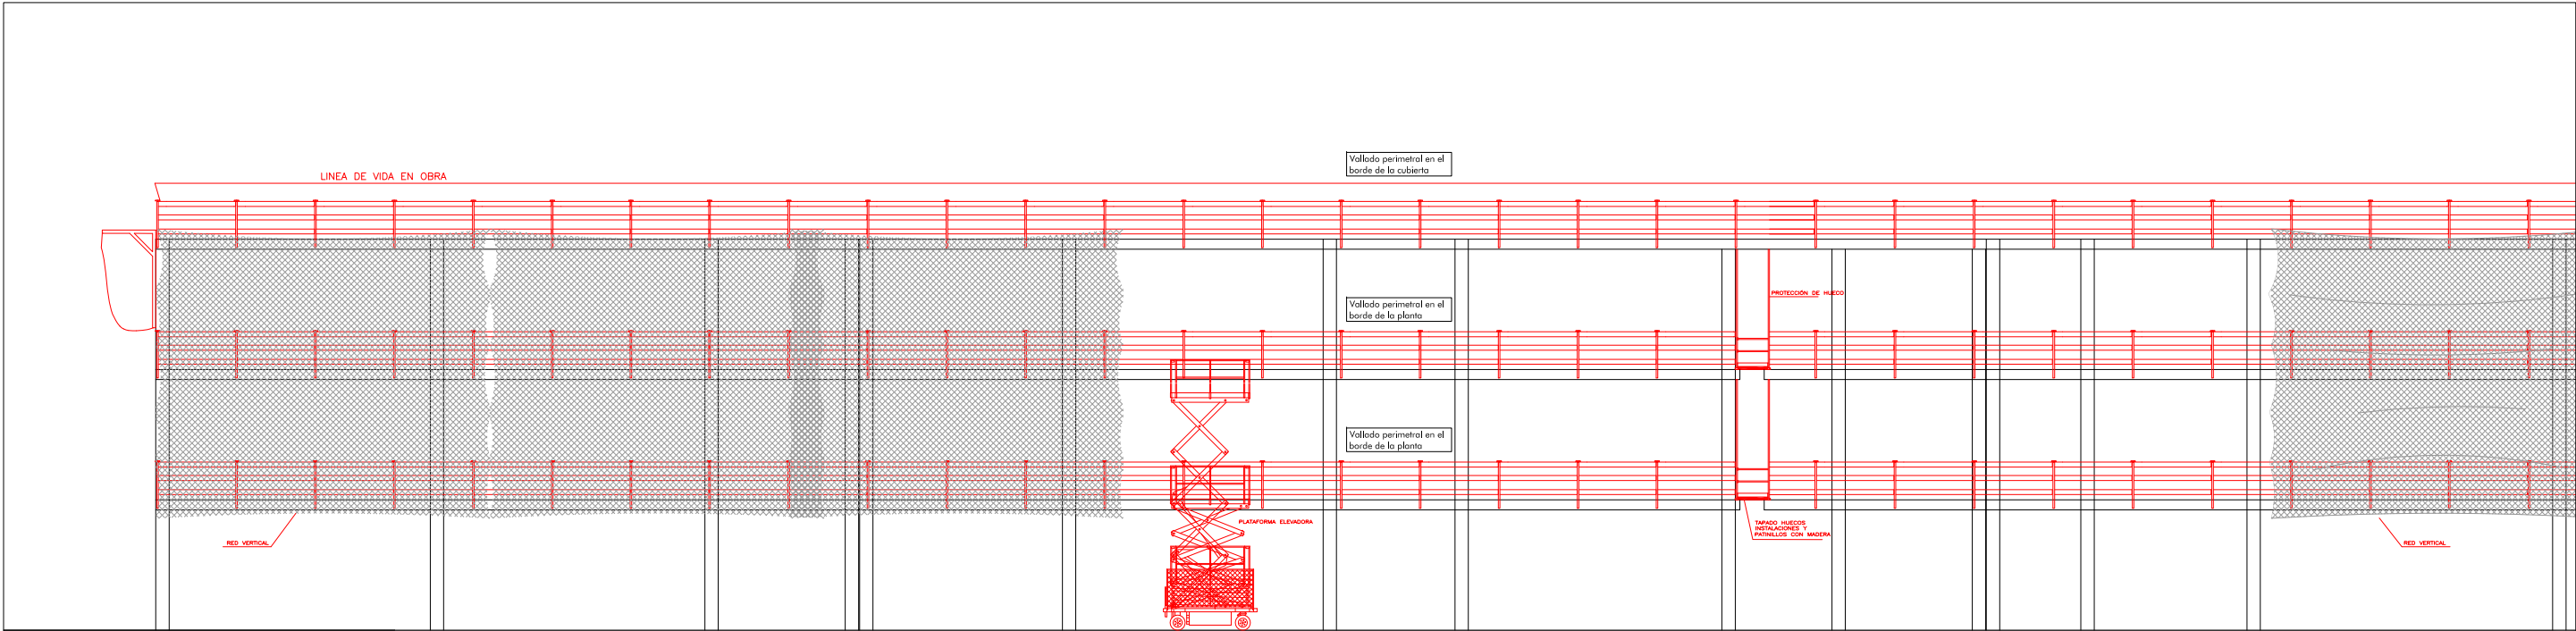 Vallado perimetral en el
borde de la cubierta
LINEA DE VIDA EN OBRA
PROTECCIÓN DE HUECO
Vallado perimetral en el
borde de la planta
Vallado perimetral en el
borde de la planta
PLATAFORMA ELEVADORA
TAPADO HUECOS
INSTALACIONES Y
PATINILLOS CON MADERA
RED VERTICAL
RED VERTICAL